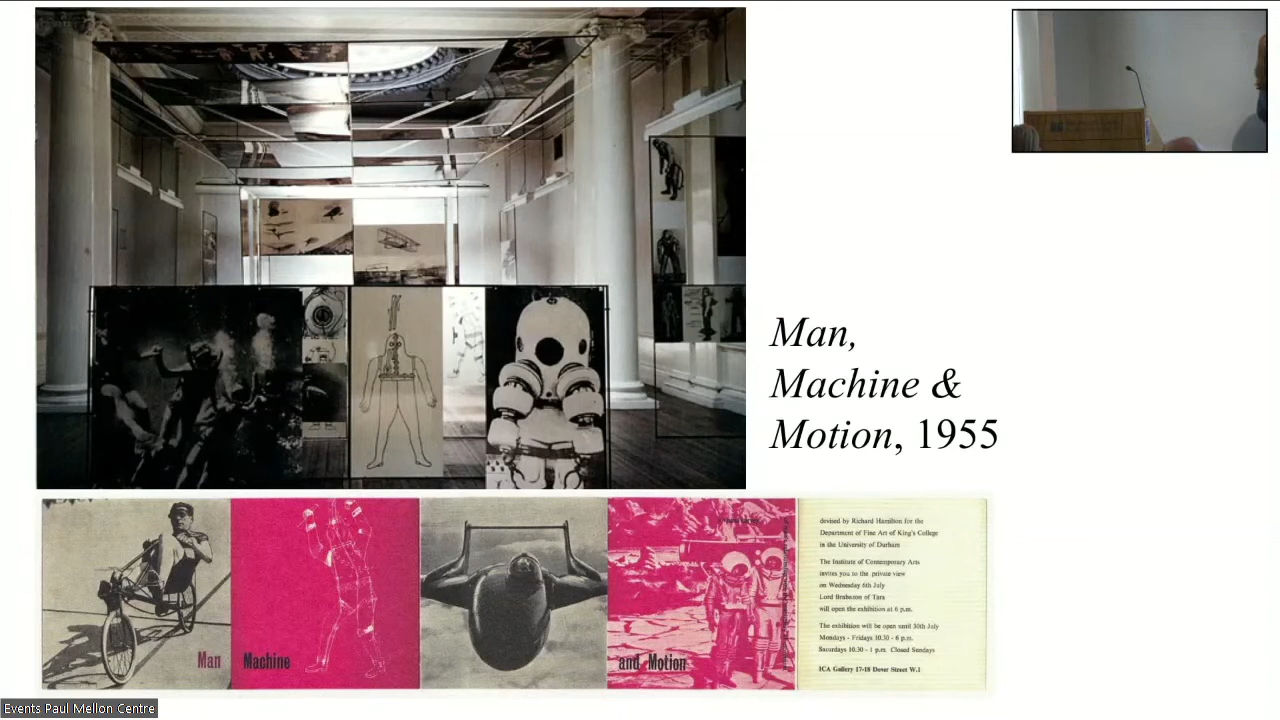 Man,
Machine &
Motion, 1955
Man
Machine
and Motion
devised by Richard Hamilton for the
Department of Fine Art of King's College
in the University of Durham
The Institute of Contemporary Arts
invites you to the private view
on Wednesday 6th July
Lord Brabazon of Tara
will open the exhibition at 6 p.m.
The exhibition will be open until 30th July
Mondays - Fridays 10.30 - 6 p.m.
Saturdays 10.30 - 1 p.m. Closed Sundays
ICA Gallery 17-18 Dover Street W.1
Events Paul Mellon Centre